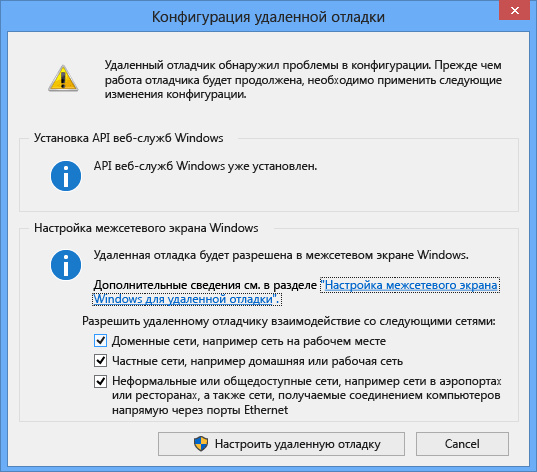 Конфигурация удаленной отладки
Удаленный отладчик обнаружил проблемы в конфигурации. Прежде чем
работа отладчика будет продолжена, необходимо применить следующие
изменения конфигурации.
Установка API веб-служб Windows
API веб-служб Windows уже установлен.
Настройка межсетевого экрана Windows
Удаленная отладка будет разрешена в межсетевом экране Windows.
Дополнительные сведения см. в разделе "Настройка межсетевого экрана
Windows для удаленной отладки".
Разрешить удаленному отладчику взаимодействие со следующими сетями:
Доменные сети, например сеть на рабочем месте
Частные сети, например домашняя или рабочая сеть
Неформальные или общедоступные сети, например сети в аэропортах
или ресторанах, а также сети, получаемые соединением компьютеров
напрямую через порты Ethernet
Настроить удаленную отладку
Cancel